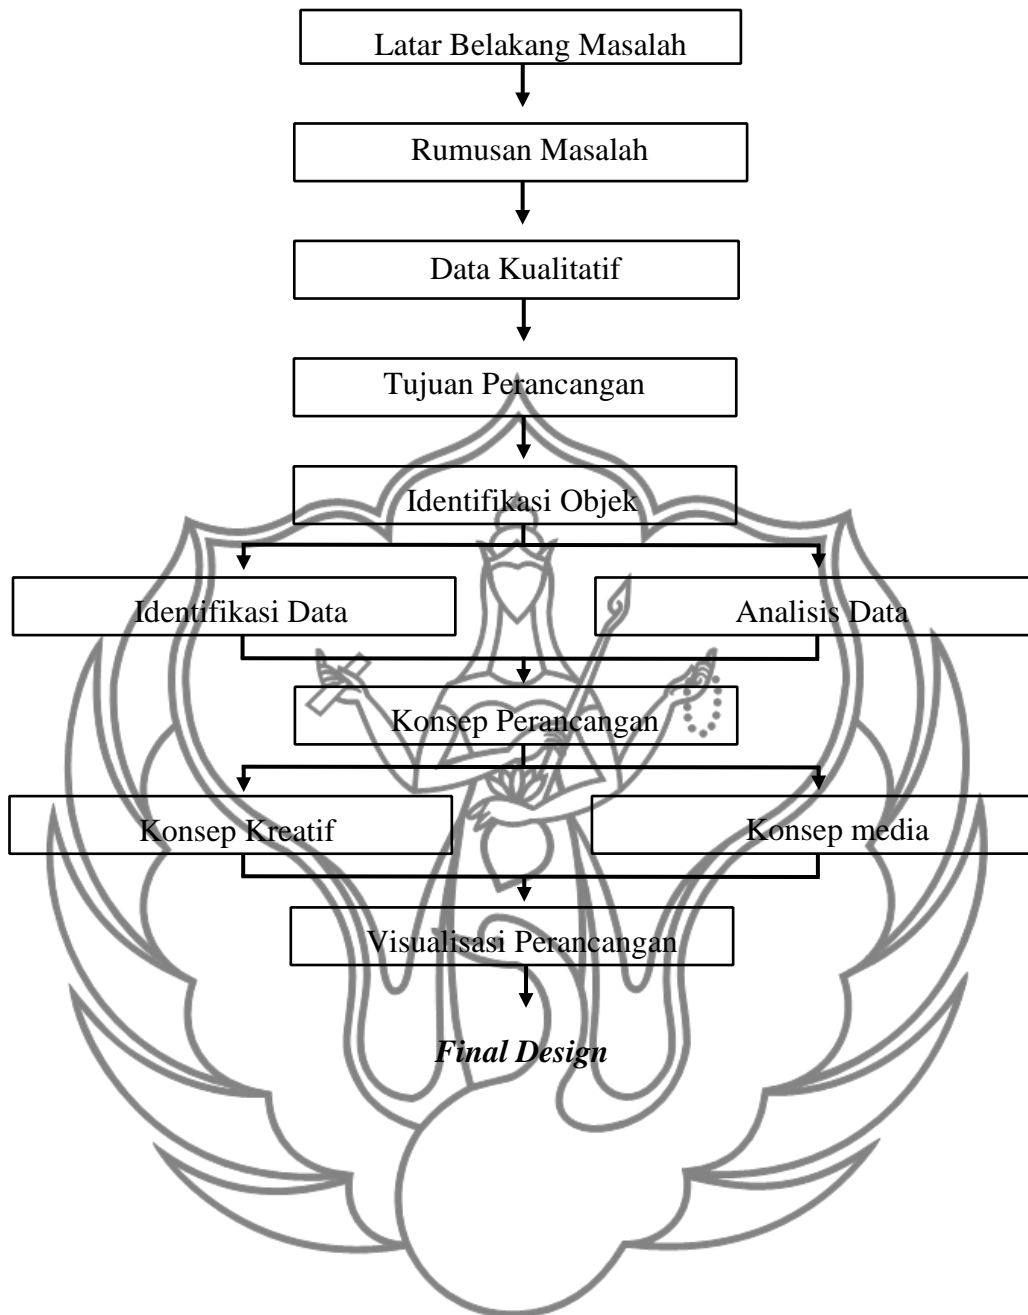 Latar Belakang Masalah
Rumusan Masalah
Data Kualitatif
Tujuan Perancangan
Identifikasi Objek
Identifikasi Data
Analisis Data
Konsep Perancangan
Konsep Kreatif
Konsep media
Visualisasi Perancangan
Final Design